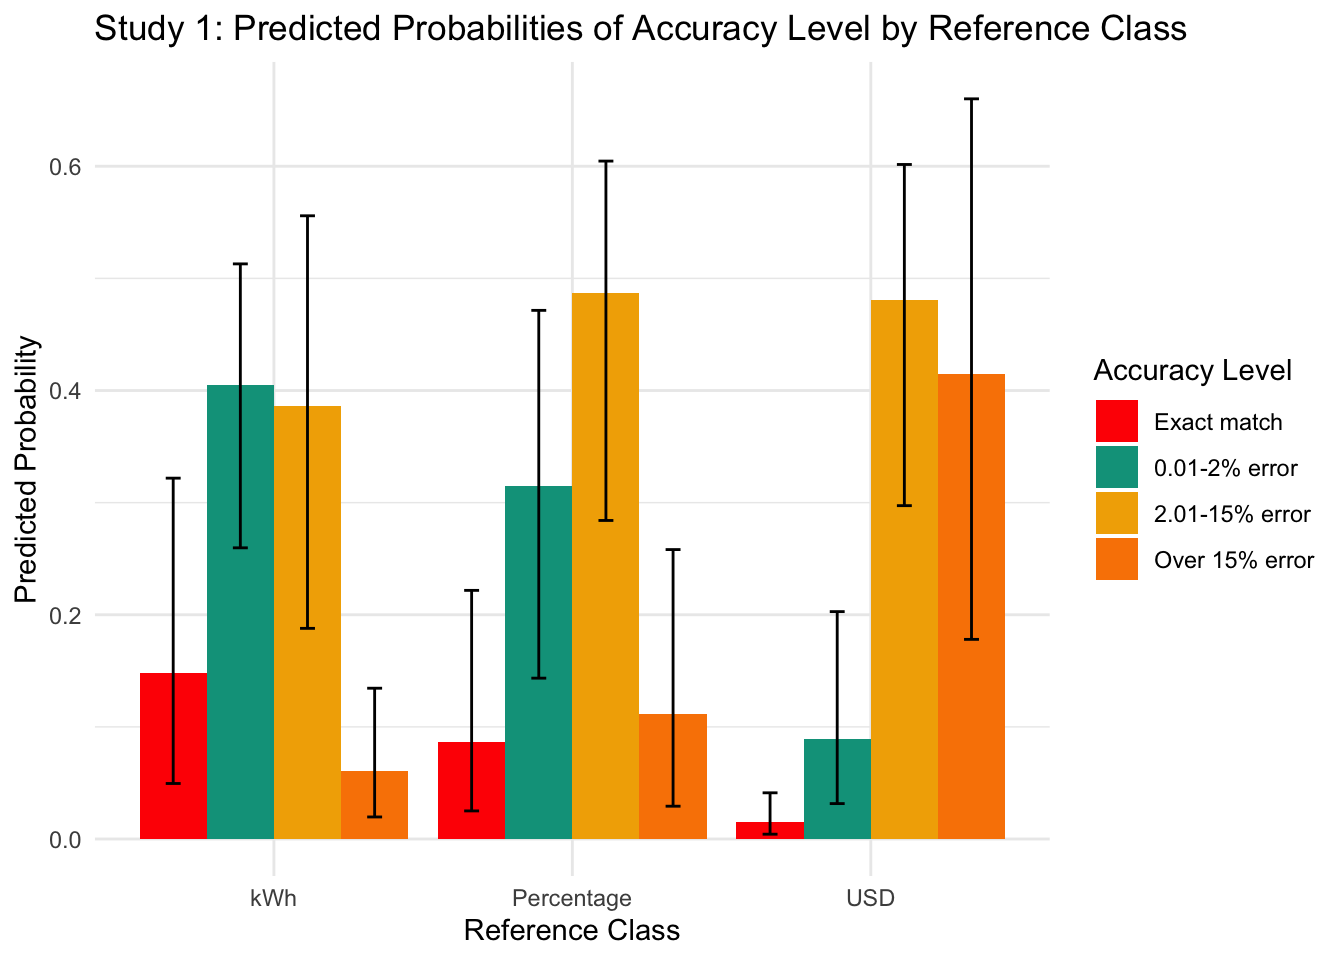 Study 1: Predicted Probabilities of Accuracy Level by Reference Class
Predicted Probability
0.6
0.4
0.2
0.0
kWh
Percentage
USD
Reference Class
Accuracy Level
Exact match
0.01-2% error
2.01-15% error
Over 15% error